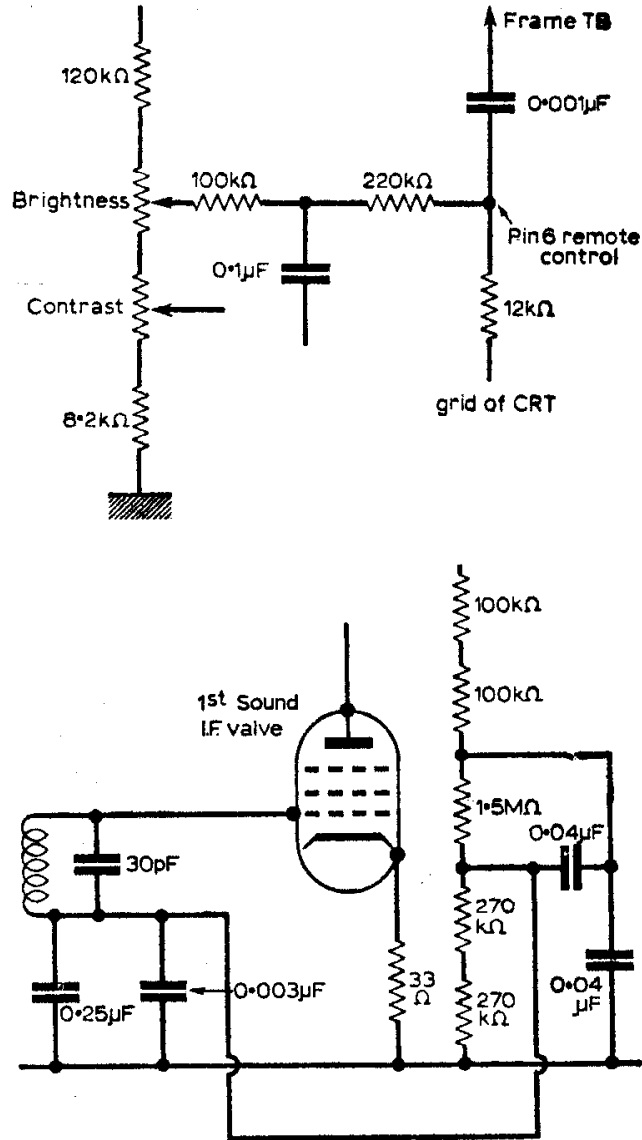 Frame TB
120kΩ
0·001µF
100kΩ
220kΩ
Brightness
Pin 6 remote
control
0·1µF
Contrast
12kΩ
8·2kΩ
grid of CRT
100kΩ
1st Sound
I.F. valve
100kΩ
1·5MΩ
0·04µF
30pF
270
kΩ
33
Ω
0·04
µF
0·25µF
0·003µF
270
kΩ